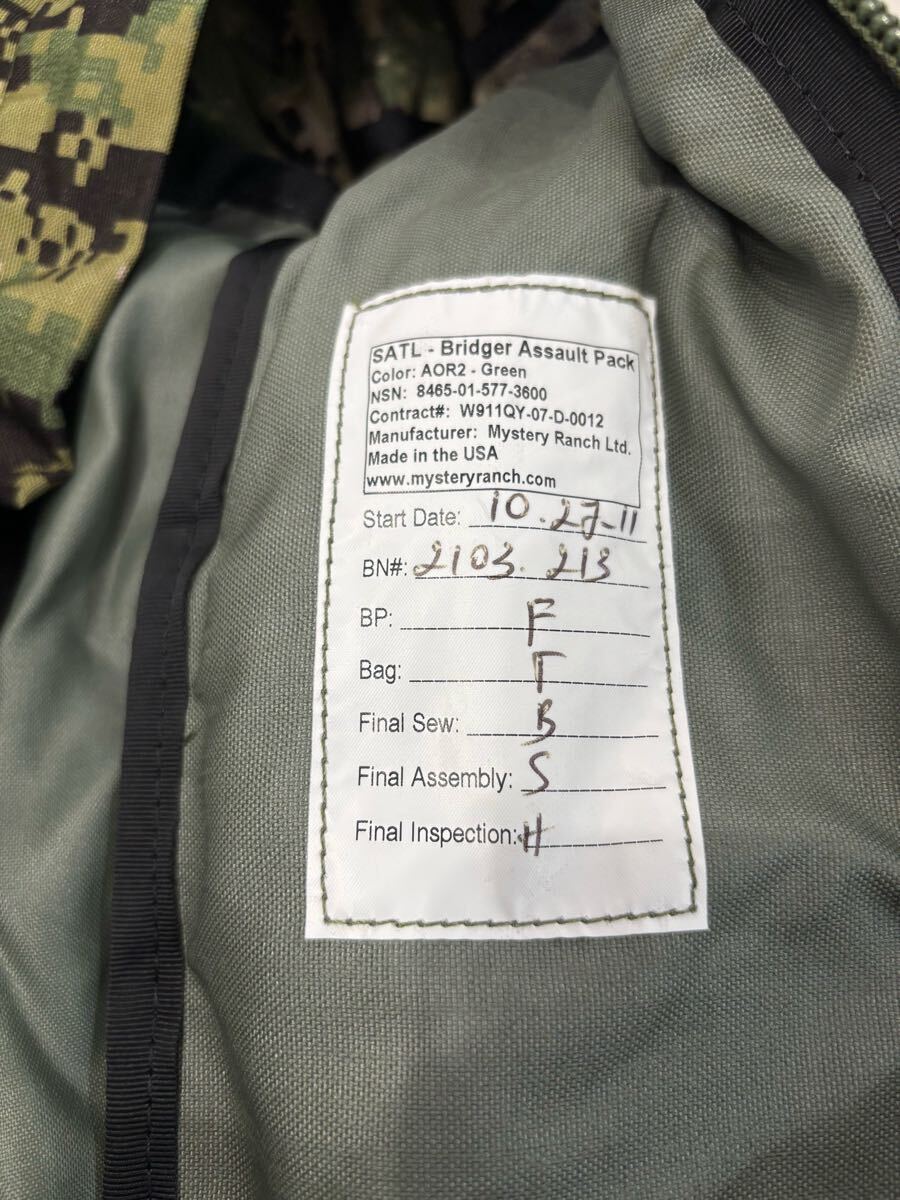 SATL - Bridger Assault Pack
Color: AOR2 - Green
NSN: 8465-01-577-3600
Contract#: W911QY-07-D-0012
Manufacturer: Mystery Ranch Ltd.
Made in the USA
www.mysteryranch.com
Start Date: 10.27-11
BN#: 2103. 213
BP: F
Bag: T
Final Sew: B
Final Assembly: S
Final Inspection: H